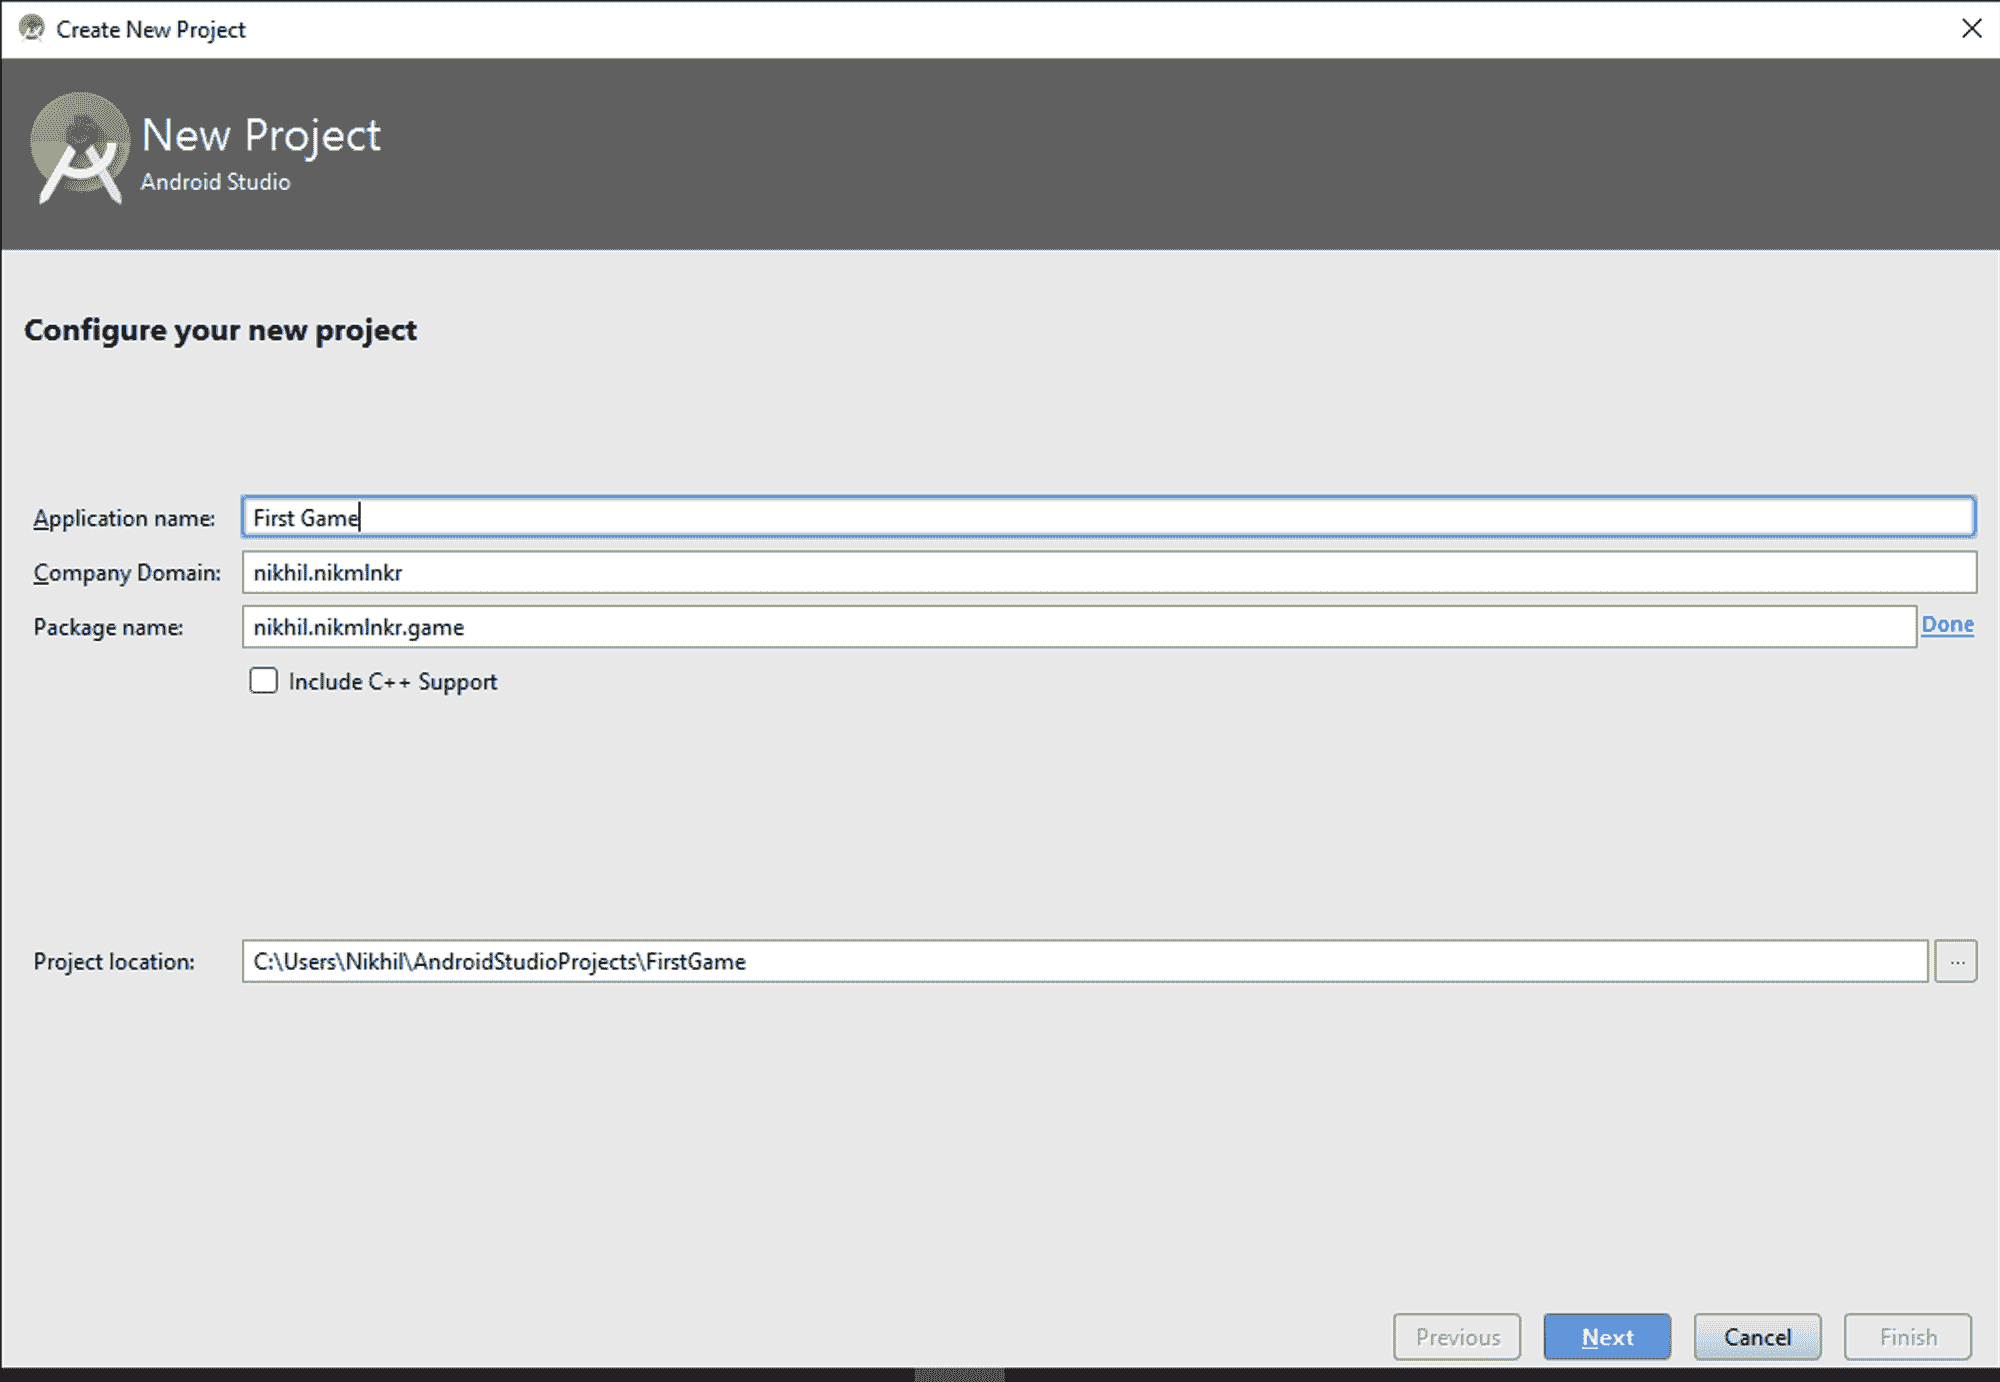 Create New Project
New Project
Android Studio
Configure your new project
Application name: First Game
Company Domain: nikhil.nikmlnkr
Package name: nikhil.nikmlnkr.game Done
Include C++ Support
Project location: C:\Users\Nikhil\AndroidStudioProjects\FirstGame ...
Previous Next Cancel Finish